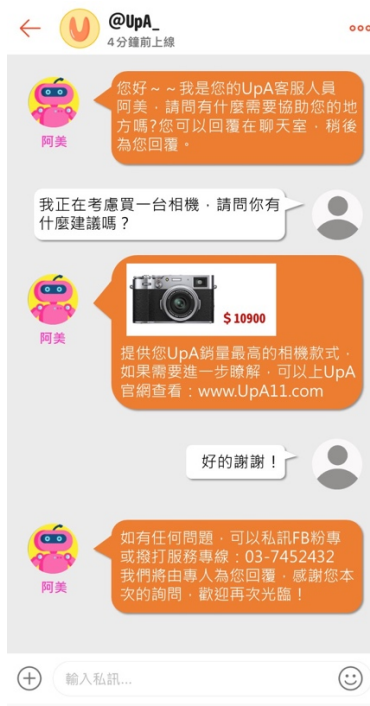 @UpA_
4分鐘前上線
您好～～我是您的UpA客服人員
阿美，請問有什麼需要協助您的地
方嗎?您可以回覆在聊天室，稍後
為您回覆。
阿美
我正在考慮買一台相機，請問你有
什麼建議嗎？
$ 10900
阿美
提供您UpA銷量最高的相機款式，
如果需要進一步瞭解，可以上UpA
官網查看：www.UpA11.com
好的謝謝！
如有任何問題，可以私訊FB粉專
或撥打服務專線：03-7452432
我們將由專人為您回覆，感謝您本
次的詢問，歡迎再次光臨！
阿美
輸入私訊...